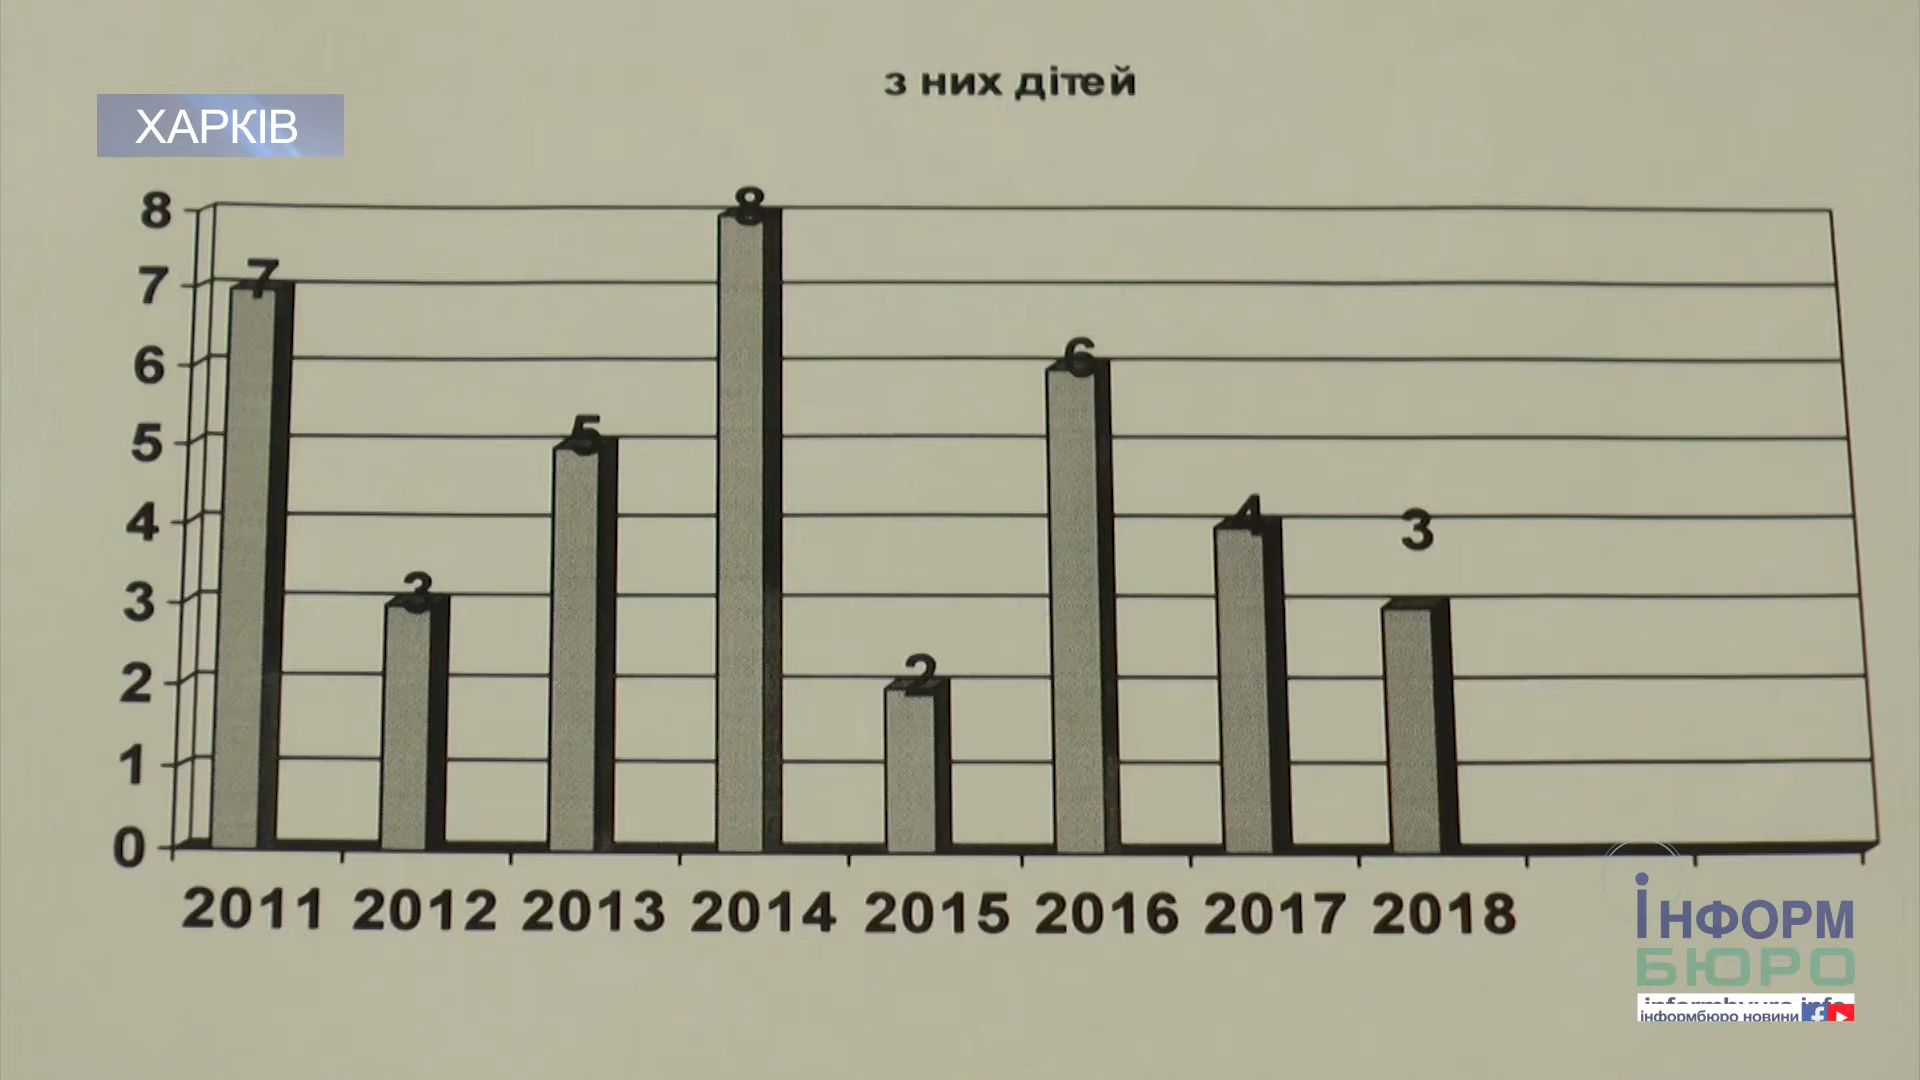 ХАРКІВ
з них дітей
8
7
6
5
4
3
2
1
0
7
3
5
8
2
6
4
3
2011 2012 2013 2014 2015 2016 2017 2018
ІНФОРМ
БЮРО
інформбюро новини